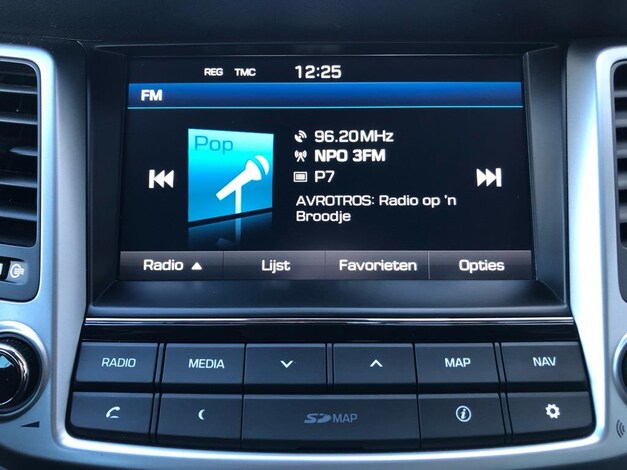 REG TMC 12:25
FM
Pop
96.20MHz
NPO 3FM
P7
AVROTROS: Radio op 'n
Broodje
Radio ▲ Lijst Favorieten Opties
RADIO MEDIA MAP NAV
SD MAP